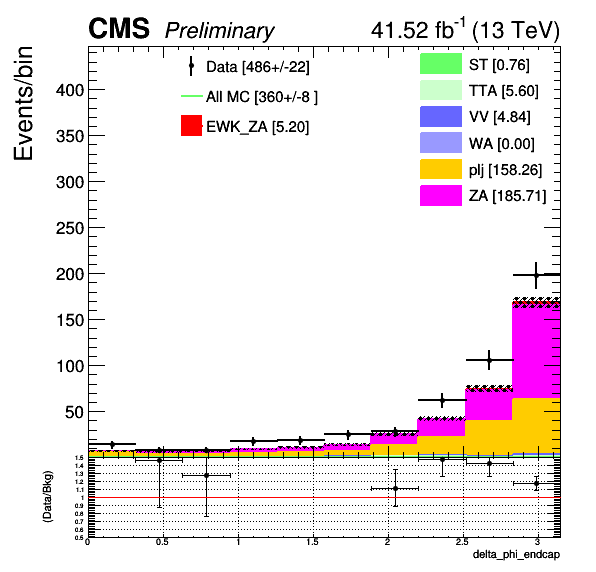 CMS Preliminary 41.52 fb-1 (13 TeV)
Events/bin
400
350
300
250
200
150
100
50
Data [486+/-22]
All MC [360+/-8 ]
EWK_ZA [5.20]
ST [0.76]
TTA [5.60]
VV [4.84]
WA [0.00]
plj [158.26]
ZA [185.71]
(Data/Bkg)
1.5
1.4
1.3
1.2
1.1
1
0.9
0.8
0.7
0.6
0.5
0 0.5 1 1.5 2 2.5 3
delta_phi_endcap